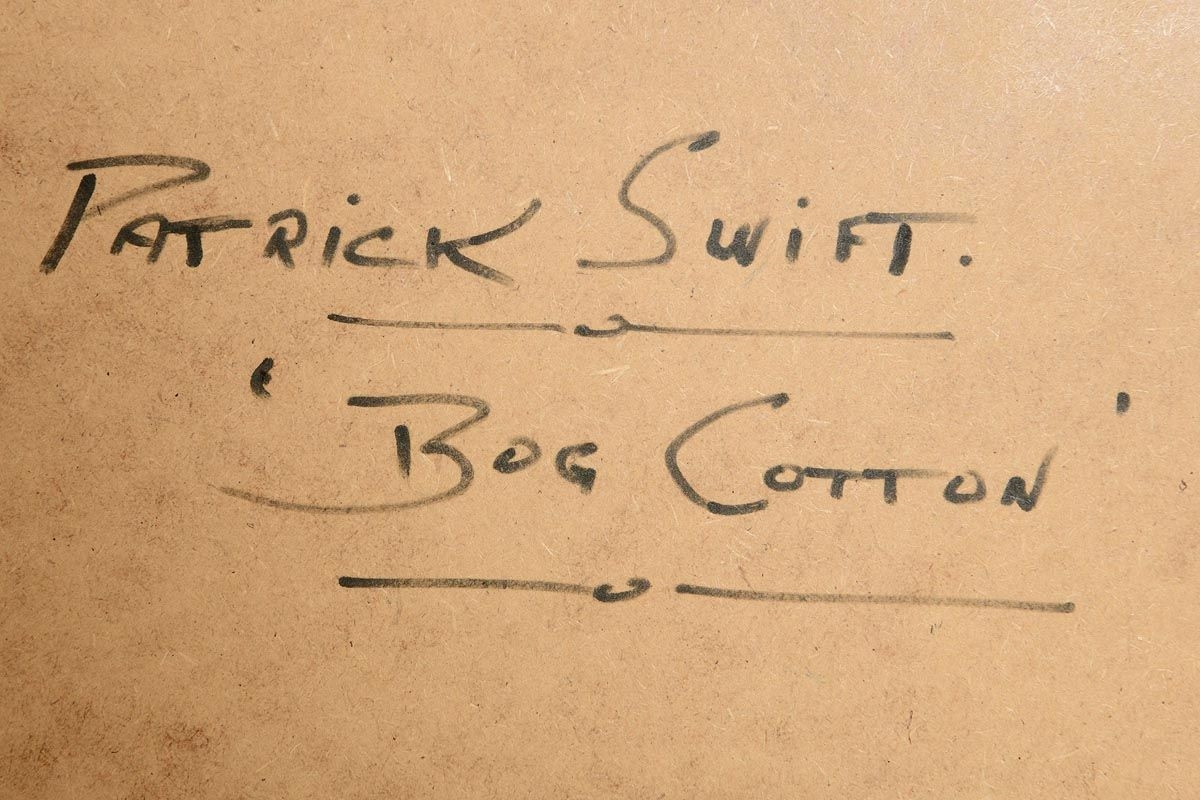 PATRICK SWIFT.
'BOG COTTON'